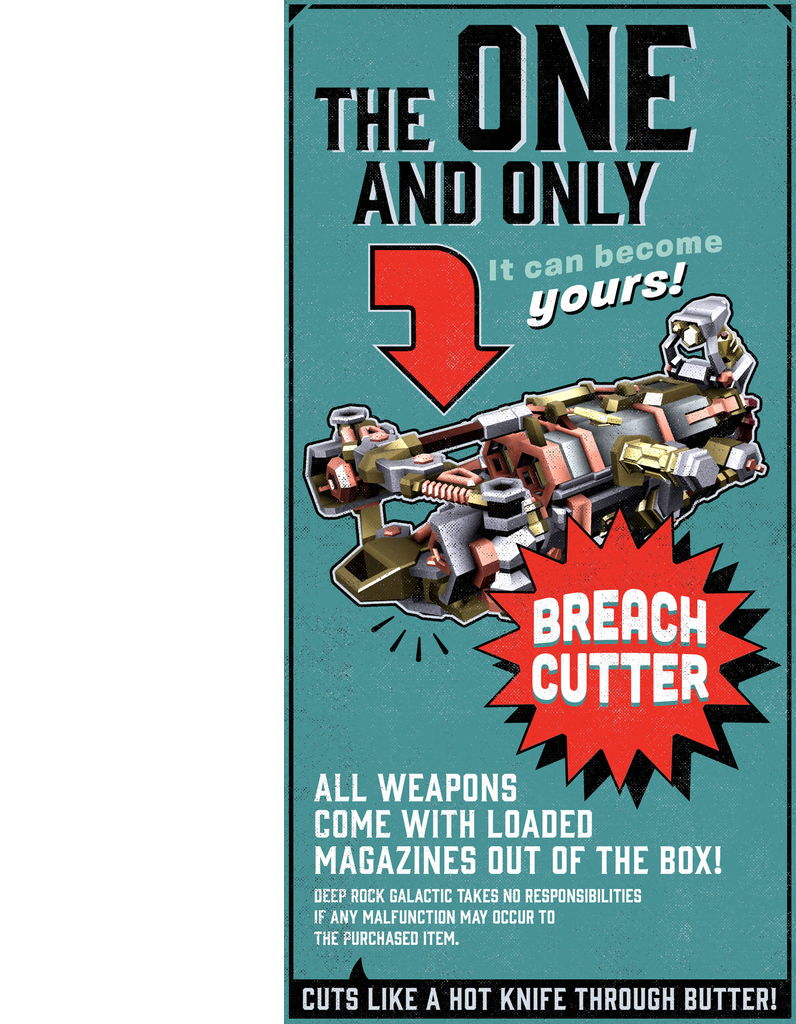 THE ONE
AND ONLY
It can become
yours!
BREACH
CUTTER
ALL WEAPONS
COME WITH LOADED
MAGAZINES OUT OF THE BOX!
DEEP ROCK GALACTIC TAKES NO RESPONSIBILITIES
IF ANY MALFUNCTION MAY OCCUR TO
THE PURCHASED ITEM.
CUTS LIKE A HOT KNIFE THROUGH BUTTER!